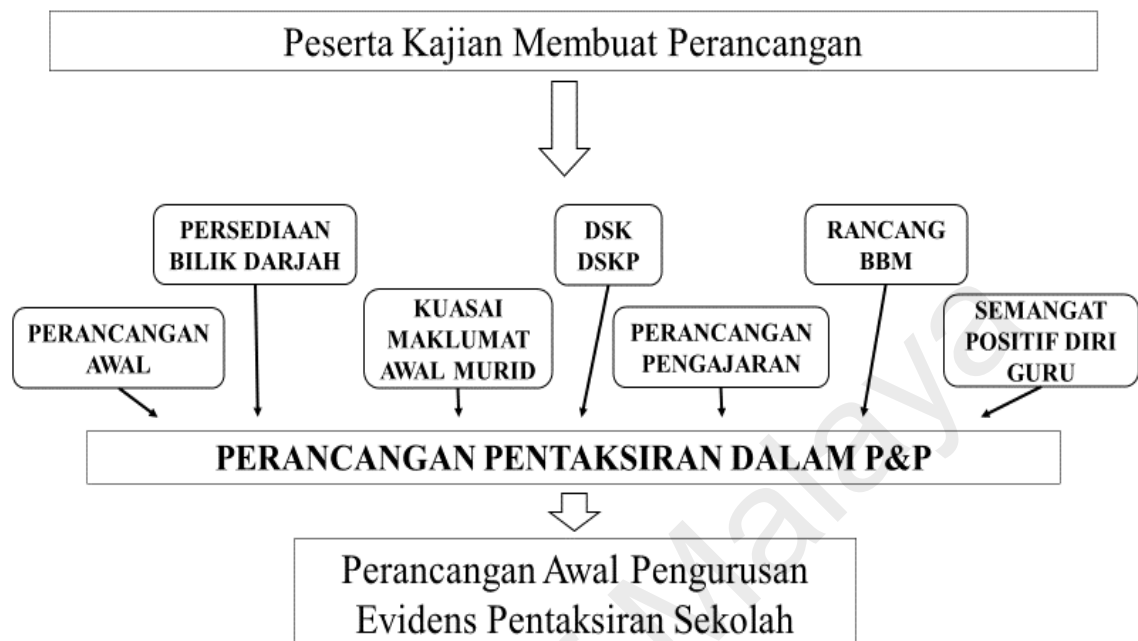 Peserta Kajian Membuat Perancangan
PERSEDIAAN
BILIK DARJAH
DSK
DSKP
RANCANG
BBM
PERANCANGAN
AWAL
KUASAI
MAKLUMAT
AWAL MURID
PERANCANGAN
PENGAJARAN
SEMANGAT
POSITIF DIRI
GURU
PERANCANGAN PENTAKSIRAN DALAM P&P
Perancangan Awal Pengurusan
Evidens Pentaksiran Sekolah
Malaya